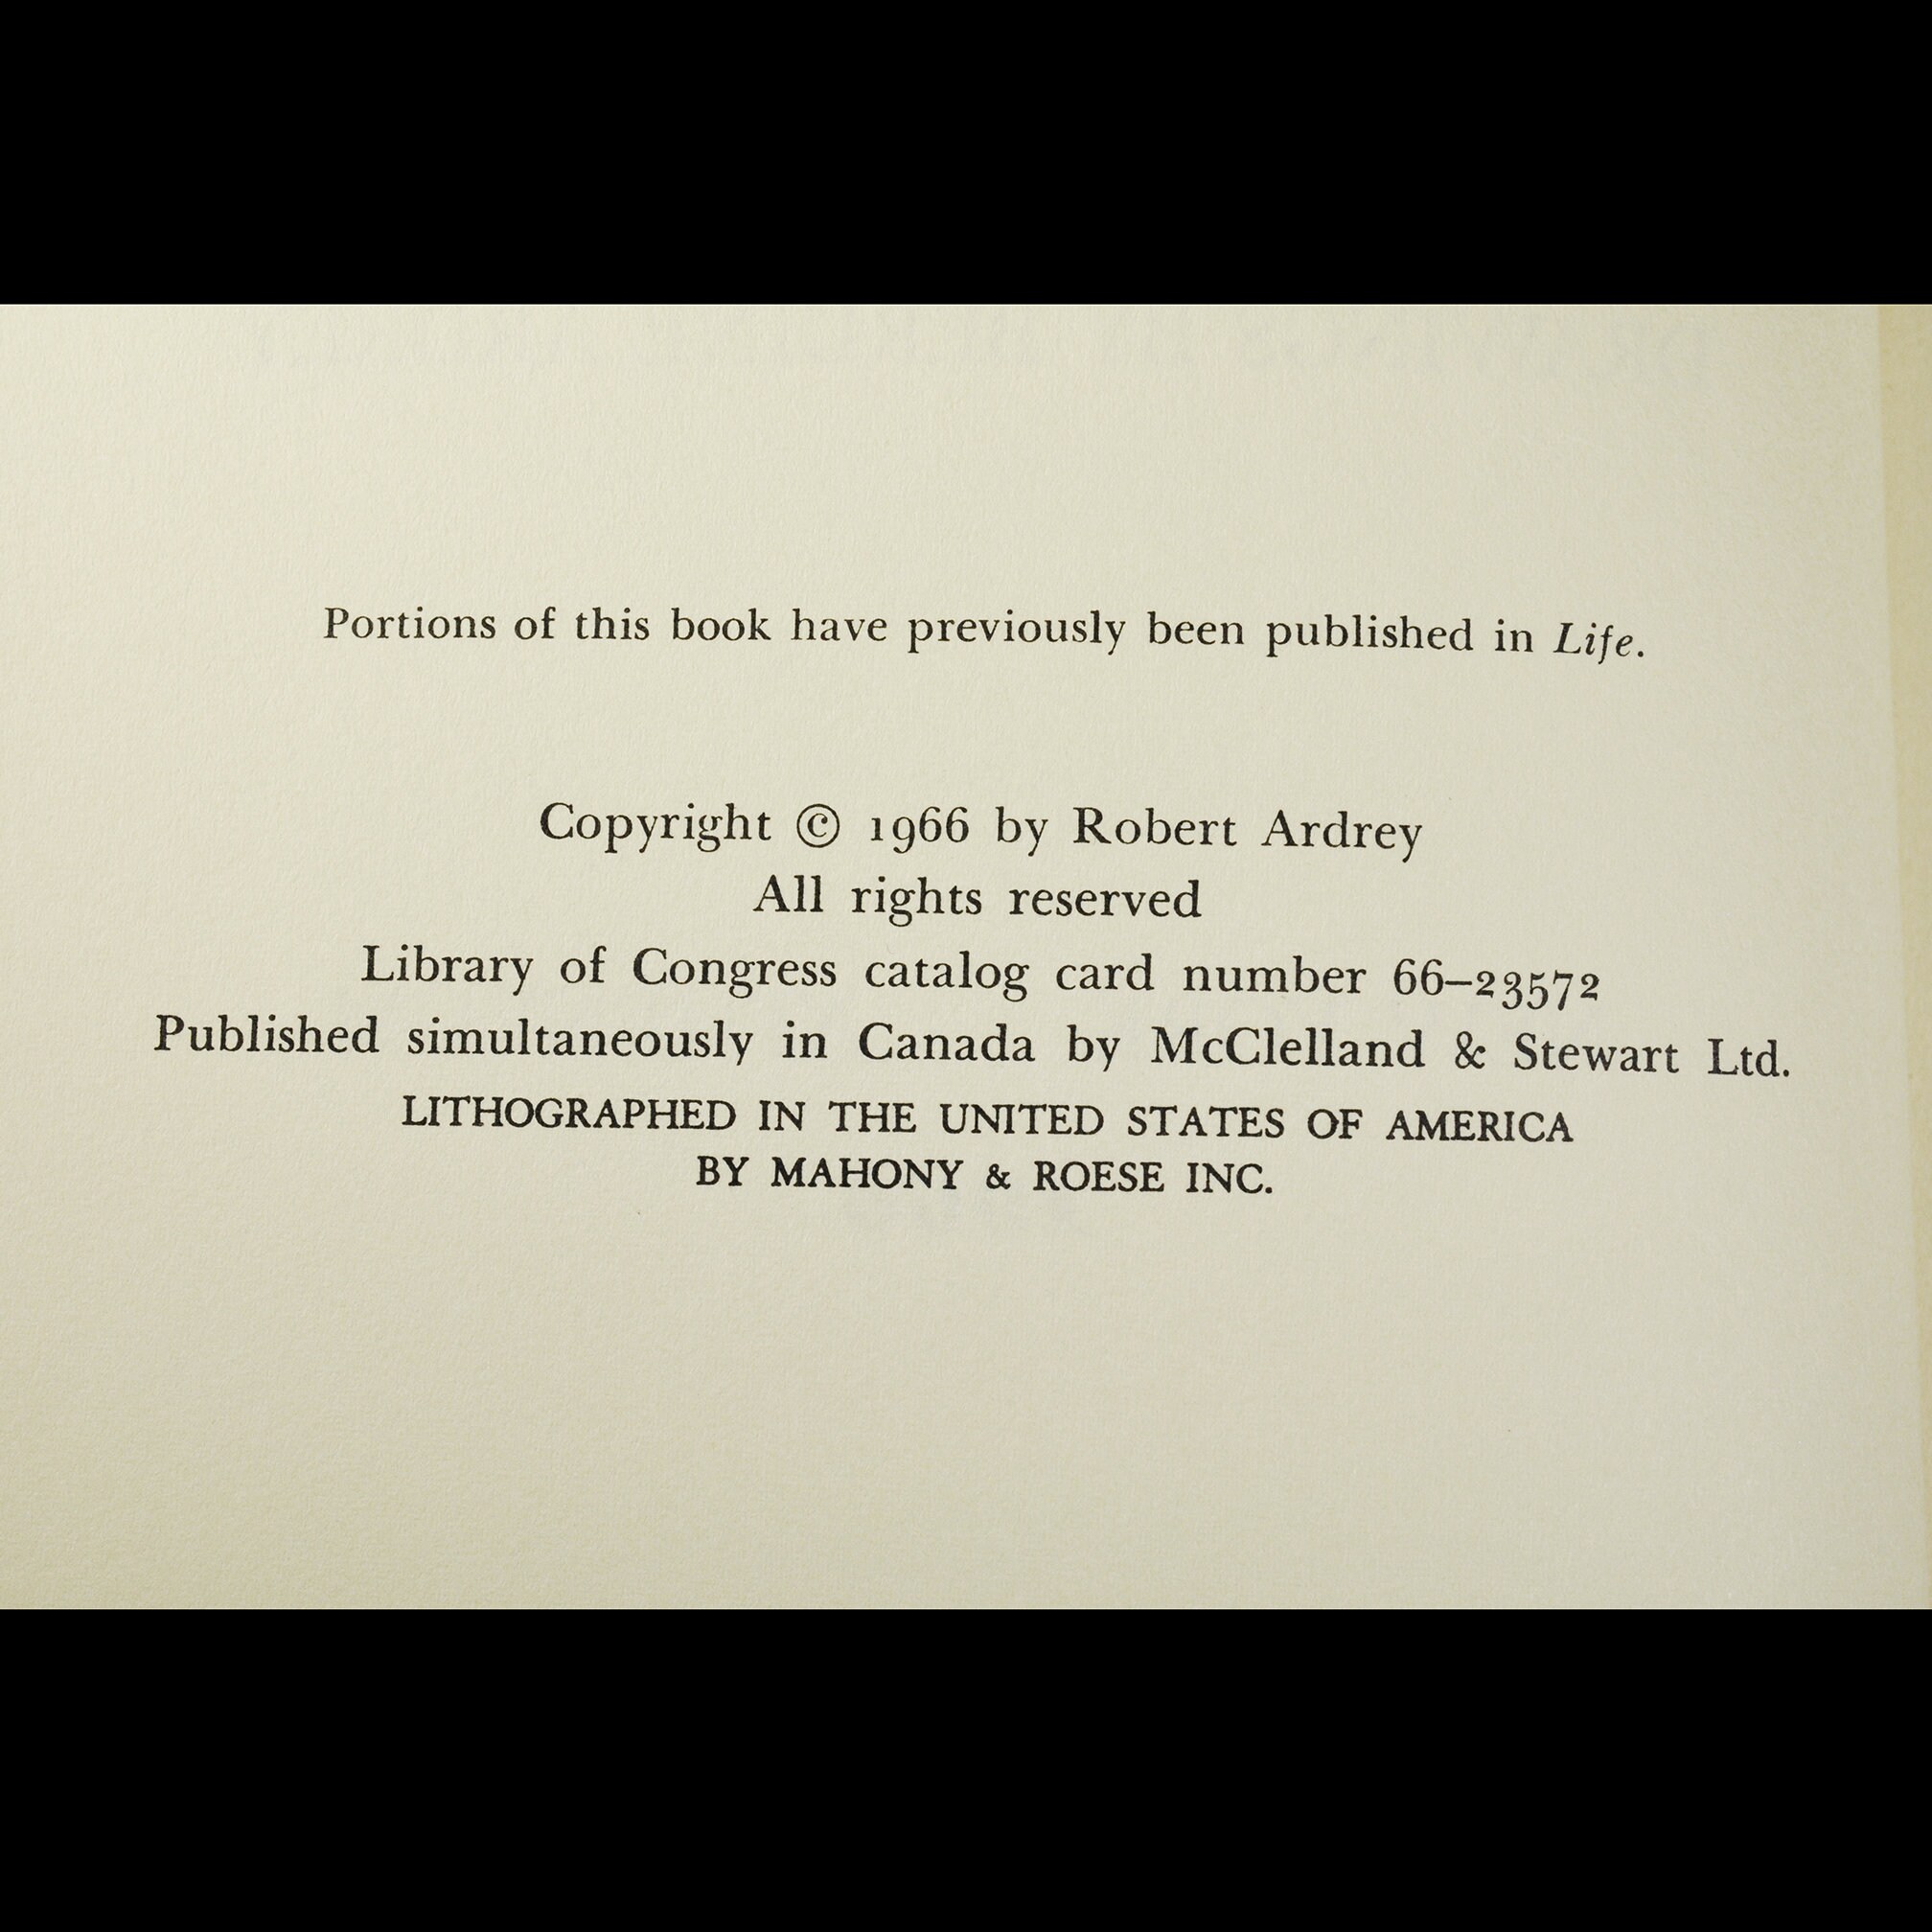 Portions of this book have previously been published in Life.
Copyright © 1966 by Robert Ardrey
All rights reserved
Library of Congress catalog card number 66–23572
Published simultaneously in Canada by McClelland & Stewart Ltd.
LITHOGRAPHED IN THE UNITED STATES OF AMERICA
BY MAHONY & ROESE INC.